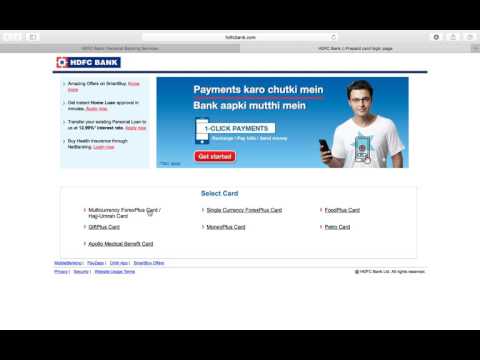 hdfcbank.com
HDFC Bank: Personal Banking Services
HDFC Bank :: Prepaid card login page
HDFC BANK
Amazing Offers on SmartBuy. Know more
Get instant Home Loan approval in minutes. Apply now
Transfer your existing Personal Loan to us at 12.99%* interest rate. Apply now
Buy Health Insurance through NetBanking. Login now
Payments karo chutki mein
Bank aapki mutthi mein
1-CLICK PAYMENTS
Recharge | Pay bills | Send money
Get started
*T&C apply
Select Card
Multicurrency ForexPlus Card / Hajj-Umrah Card
Single Currency ForexPlus Card
FoodPlus Card
GiftPlus Card
MoneyPlus Card
Petro Card
Apollo Medical Benefit Card
MobileBanking | PayZapp | Chillr App | SmartBuy Offers
Privacy | Security | Website Usage Terms
@ HDFC Bank Ltd. All rights reserved.